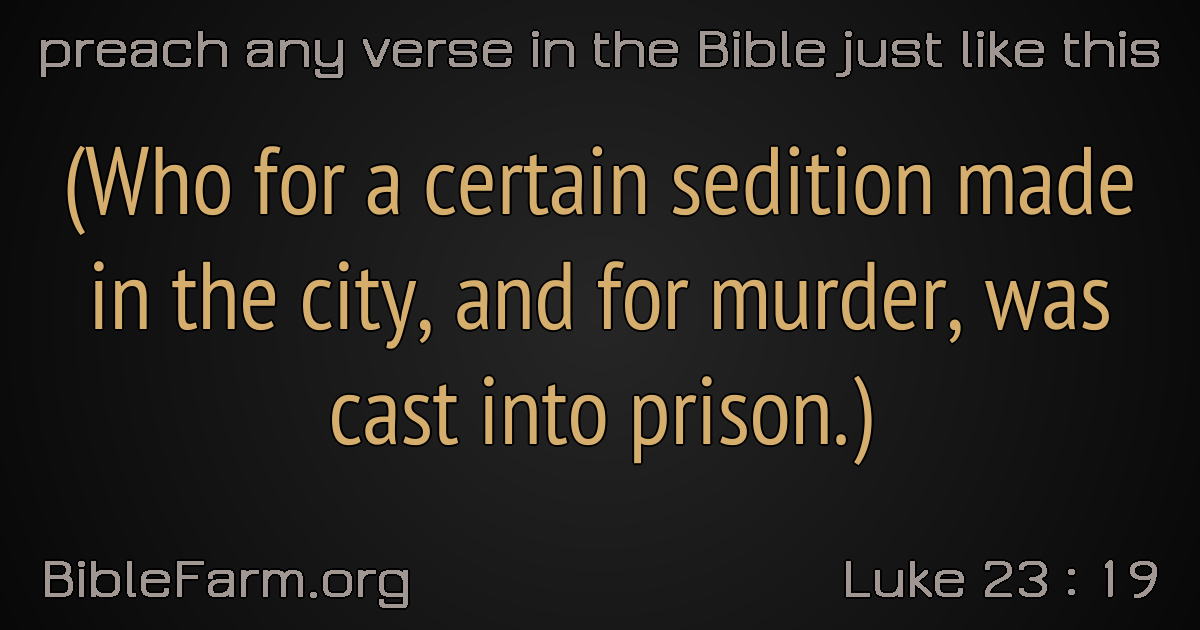 preach any verse in the Bible just like this
(Who for a certain sedition made
in the city, and for murder, was
cast into prison.)
BibleFarm.org
Luke 23 : 19